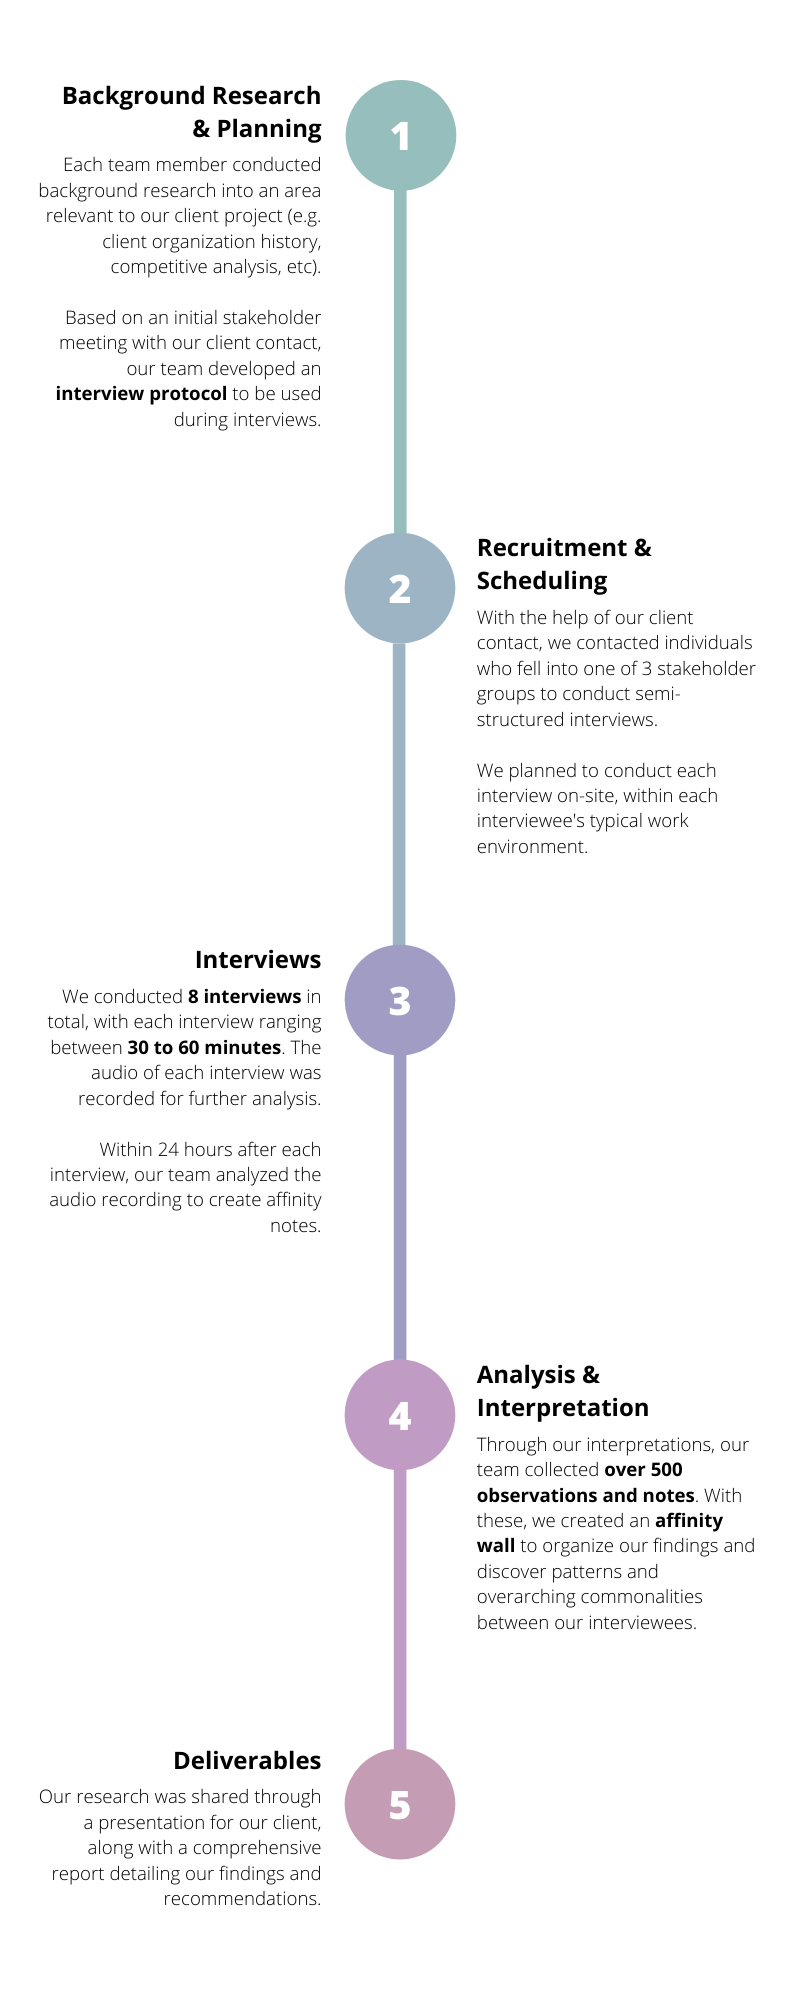 Background Research
& Planning
1
Each team member conducted
background research into an area
relevant to our client project (e.g.
client organization history,
competitive analysis, etc).
Based on an initial stakeholder
meeting with our client contact,
our team developed an
interview protocol to be used
during interviews.
2
Recruitment &
Scheduling
With the help of our client
contact, we contacted individuals
who fell into one of 3 stakeholder
groups to conduct semi-
structured interviews.
We planned to conduct each
interview on-site, within each
interviewee's typical work
environment.
Interviews
3
We conducted 8 interviews in
total, with each interview ranging
between 30 to 60 minutes. The
audio of each interview was
recorded for further analysis.
Within 24 hours after each
interview, our team analyzed the
audio recording to create affinity
notes.
4
Analysis &
Interpretation
Through our interpretations, our
team collected over 500
observations and notes. With
these, we created an affinity
wall to organize our findings and
discover patterns and
overarching commonalities
between our interviewees.
Deliverables
5
Our research was shared through
a presentation for our client,
along with a comprehensive
report detailing our findings and
recommendations.